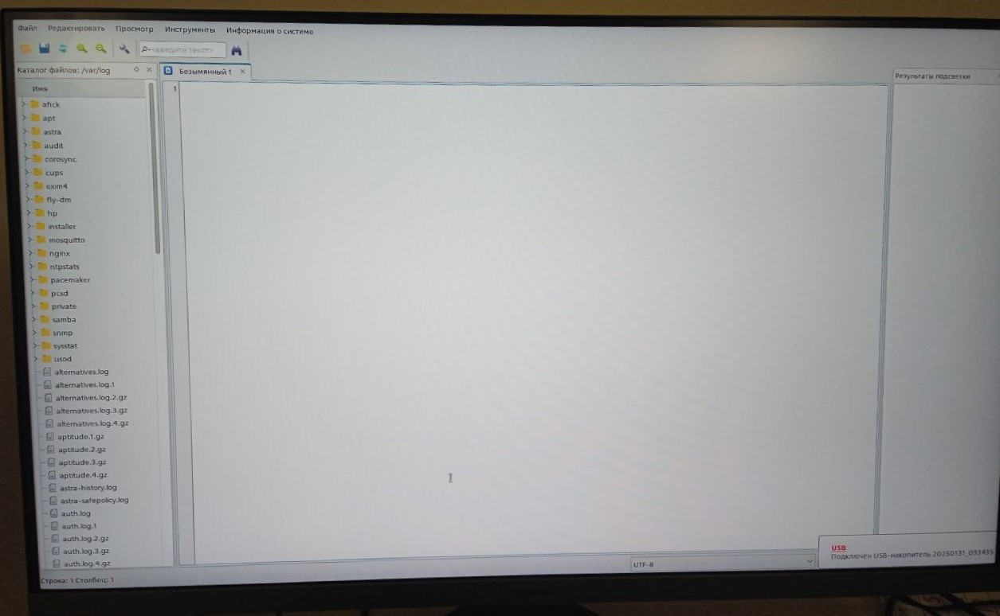 Файл Редактировать Просмотр Инструменты Информация о системе
<введите текст>
Каталог файлов: /var/log
Безымянный 1
Результаты подсветки
Имя
1
afick
apt
astra
audit
corosync
cups
exim4
fly-dm
hp
installer
mosquitto
nginx
ntpstats
pacemaker
pcsd
private
samba
snmp
sysstat
usod
alternatives.log
alternatives.log.1
alternatives.log.2.gz
alternatives.log.3.gz
alternatives.log.4.gz
aptitude.1.gz
aptitude.2.gz
aptitude.3.gz
aptitude.4.gz
astra-history.log
astra-safepolicy.log
auth.log
auth.log.1
auth.log.2.gz
auth.log.3.gz
auth.log.4.gz
UTF-8
USB
Подключён USB-накопитель 20250131_093435
Строка: 1 Столбец: 1